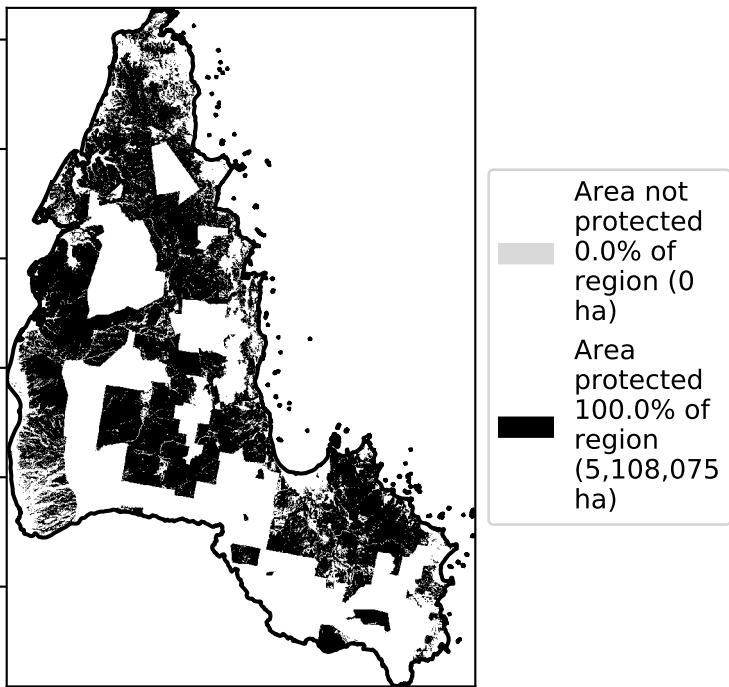 Area not
protected
0.0% of
region (0
ha)
Area
protected
100.0% of
region
(5,108,075
ha)